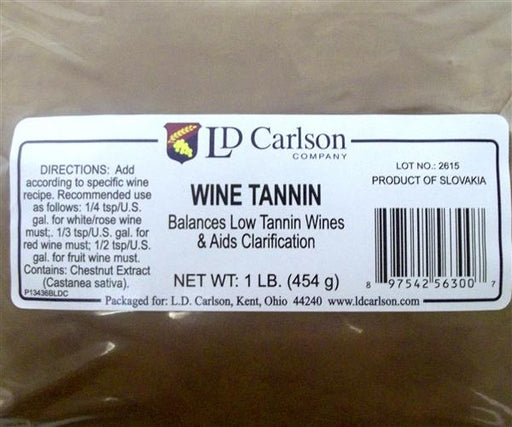 LD Carlson
COMPANY
DIRECTIONS: Add
according to specific wine
recipe. Recommended use
as follows: 1/4 tsp/U.S.
gal. for white/rose wine
must;. 1/3 tsp/U.S. gal. for
red wine must; 1/2 tsp/U.S.
gal. for fruit wine must.
Contains: Chestnut Extract
(Castanea sativa).
P13436BLDC
WINE TANNIN
Balances Low Tannin Wines
& Aids Clarification
NET WT: 1 LB. (454 g)
LOT NO.: 2615
PRODUCT OF SLOVAKIA
8 97542 56300 7
Packaged for: L.D. Carlson, Kent, Ohio 44240 www.ldcarlson.com